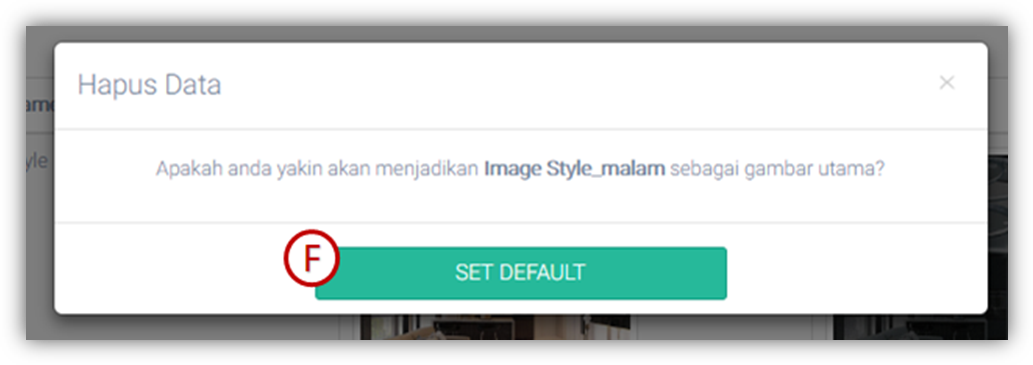 Hapus Data
×
Apakah anda yakin akan menjadikan Image Style_malam sebagai gambar utama?
F
SET DEFAULT